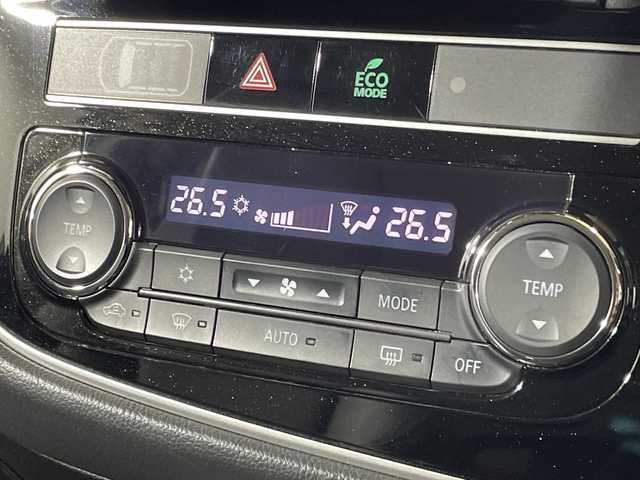 ECO
MODE
26.5 26.5
TEMP
TEMP
MODE
AUTO
OFF